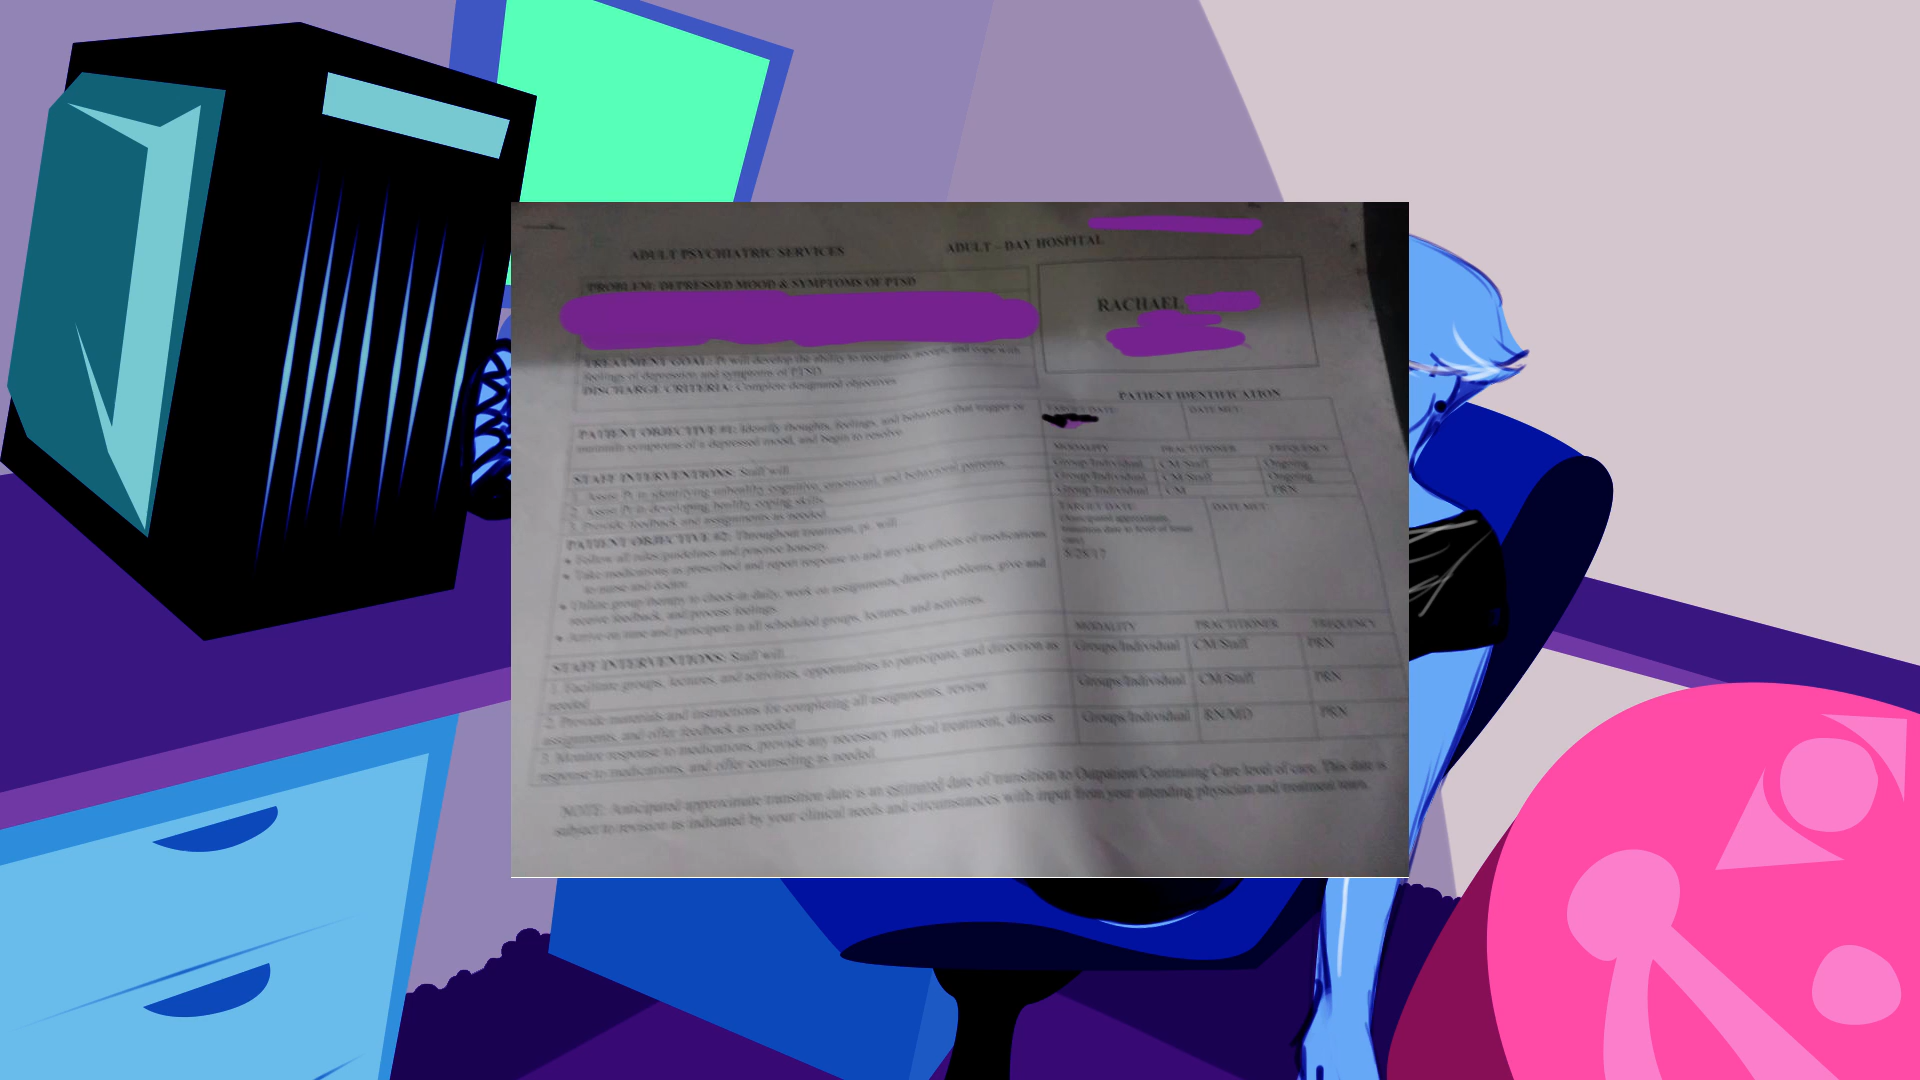 ADULT PSYCHIATRIC SERVICES
ADULT – DAY HOSPITAL
PROBLEM: DEPRESSED MOOD & SYMPTOMS OF PTSD
RACHAEL
TREATMENT GOAL: Pt will develop the ability to recognize, accept, and cope with
feelings of depression and symptoms of PTSD
DISCHARGE CRITERIA: Complete designated objectives
PATIENT IDENTIFICATION
PATIENT OBJECTIVE #1: Identify thoughts, feelings, and behaviors that trigger or
maintain symptoms of a depressed mood, and begin to resolve
TARGET DATE:
DATE MET:
STAFF INTERVENTIONS: Staff will
MODALITY PRACTITIONER FREQUENCY
1. Assist Pt in identifying unhealthy cognitive, emotional, and behavioral patterns.
Group/Individual CM/Staff Ongoing
2. Assist Pt in developing healthy coping skills.
Group/Individual CM/Staff Ongoing
3. Provide feedback and assignments as needed.
Group/Individual CM PRN
PATIENT OBJECTIVE #2: Throughout treatment, pt. will
• Follow all rules/guidelines and practice honesty.
• Take medications as prescribed and report response to and any side effects of medications
to nurse and doctor.
• Utilize group therapy to check-in daily, work on assignments, discuss problems, give and
receive feedback, and process feelings.
• Arrive on time and participate in all scheduled groups, lectures, and activities.
TARGET DATE:
(Anticipated approximate
transition date to level of
8/28/17
DATE MET:
STAFF INTERVENTIONS: Staff will
MODALITY PRACTITIONER FREQUENCY
1. Facilitate groups, lectures, and activities, opportunities to participate, and direction as
needed
Groups/Individual CM/Staff PRN
2. Provide materials and instructions for completing all assignments, review
assignments, and offer feedback as needed
Groups/Individual CM/Staff PRN
3. Monitor response to medications, provide any necessary medical treatment, discuss
response to medications, and offer counseling as needed.
Groups/Individual RN/MD PRN
NOTE: Anticipated approximate transition date is an estimated date of transition to Outpatient/Continuing Care level of care. This date is
subject to revision as indicated by your clinical needs and circumstances with input from your attending physician and treatment team.